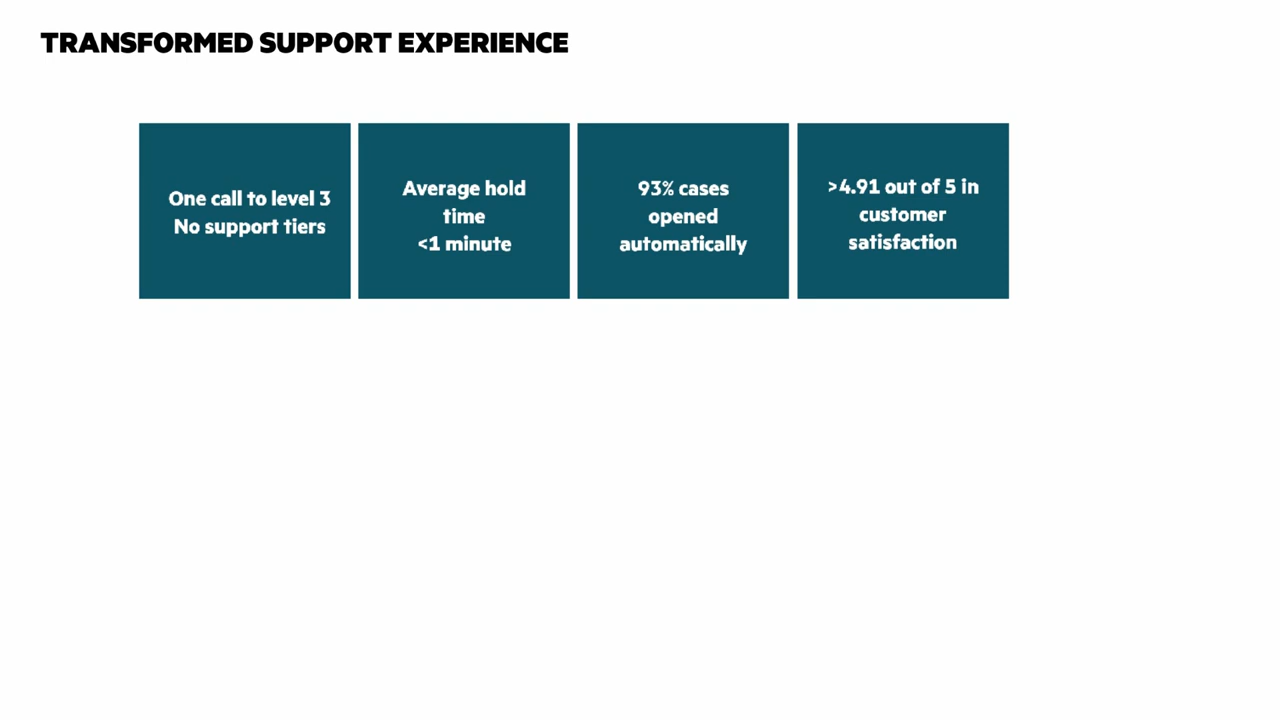 TRANSFORMED SUPPORT EXPERIENCE
One call to level 3
No support tiers
Average hold
time
<1 minute
93% cases
opened
automatically
>4.91 out of 5 in
customer
satisfaction